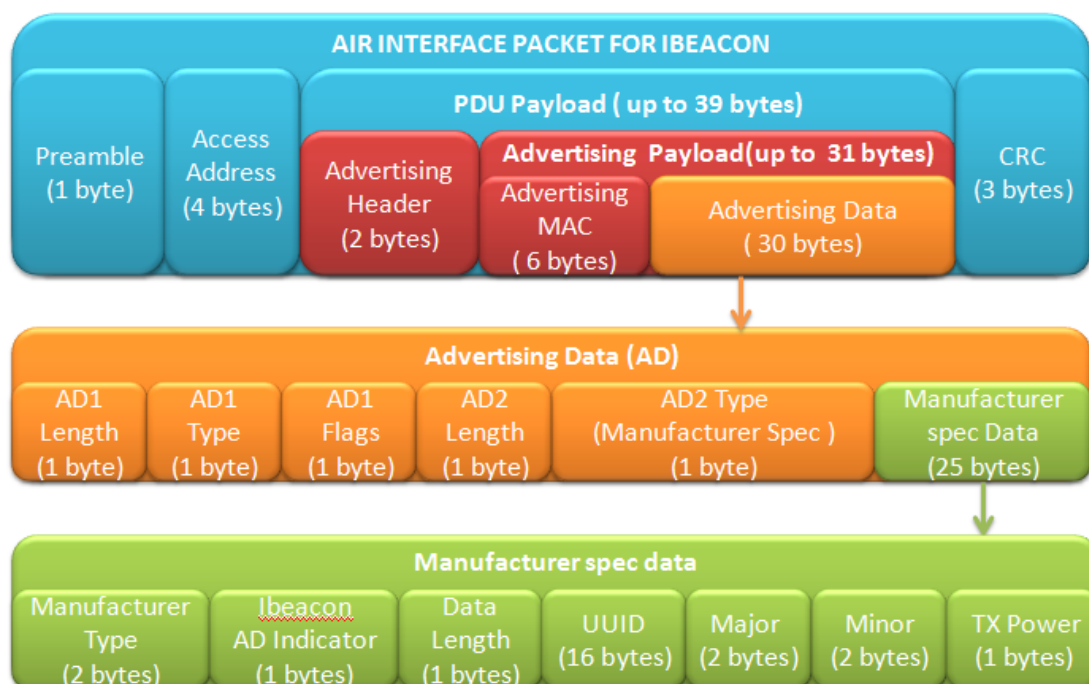 AIR INTERFACE PACKET FOR IBEACON
Preamble
(1 byte)
Access
Address
(4 bytes)
PDU Payload ( up to 39 bytes)
Advertising
Header
(2 bytes)
Advertising Payload(up to 31 bytes)
Advertising
MAC
( 6 bytes)
Advertising Data
( 30 bytes)
CRC
(3 bytes)
Advertising Data (AD)
AD1
Length
(1 byte)
AD1
Type
(1 byte)
AD1
Flags
(1 byte)
AD2
Length
(1 byte)
AD2 Type
(Manufacturer Spec )
(1 byte)
Manufacturer
spec Data
(25 bytes)
Manufacturer spec data
Manufacturer
Type
(2 bytes)
Ibeacon
AD Indicator
(1 bytes)
Data
Length
(1 bytes)
UUID
(16 bytes)
Major
(2 bytes)
Minor
(2 bytes)
TX Power
(1 bytes)